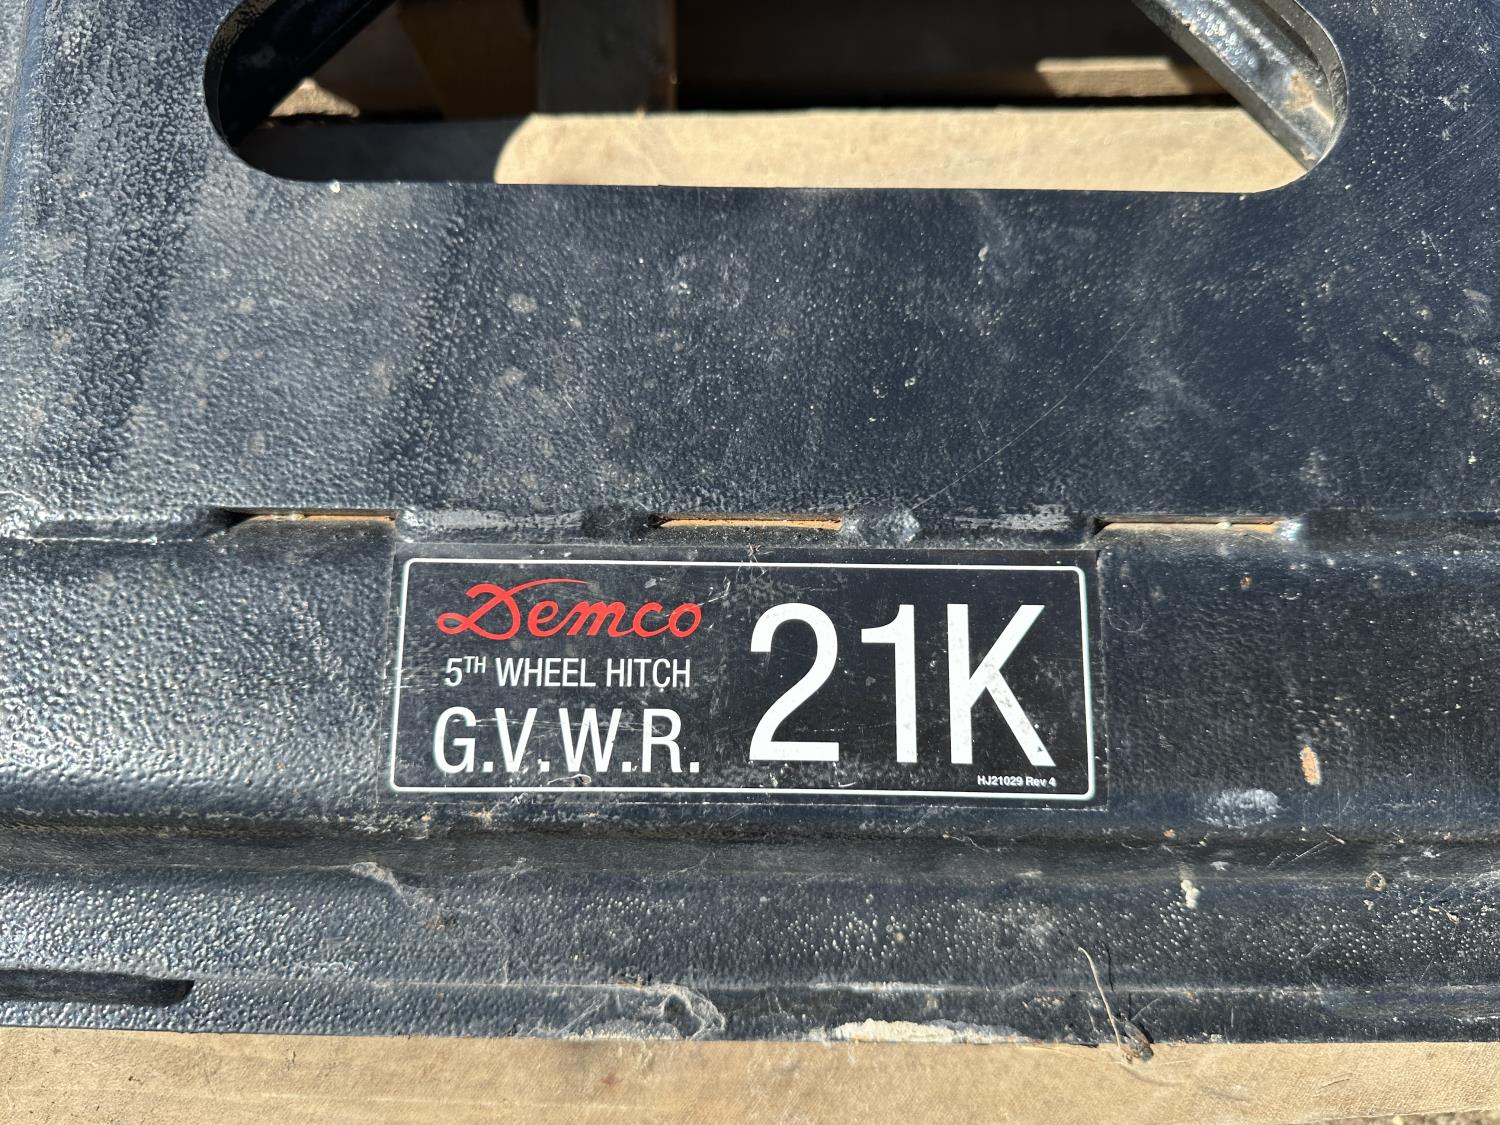 Demco
5TH WHEEL HITCH
G.V.W.R.
21K
HJ21029 Rev 4